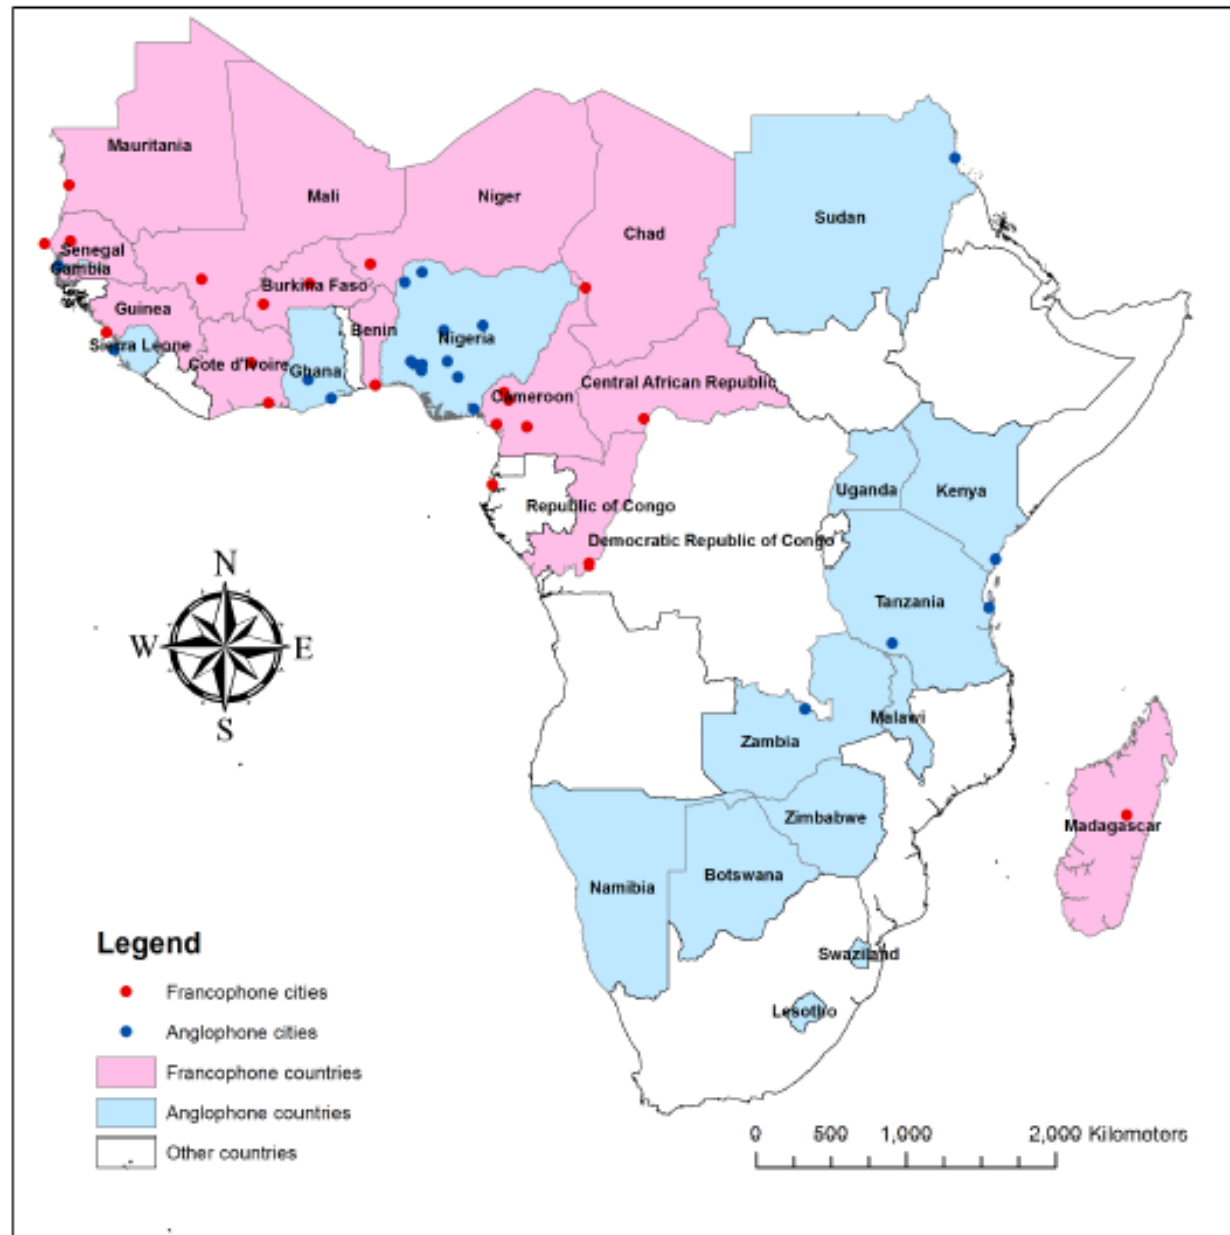 Mauritania
Mali
Niger
Chad
Sudan
Senegal
Gambia
Burkina Faso
Guinea
Benin
Nigeria
Sierra Leone
Cote d'Ivoire
Ghana
Cameroon
Central African Republic
Uganda
Kenya
Republic of Congo
Democratic Republic of Congo
Tanzania
N
W
E
S
Malawi
Zambia
Zimbabwe
Madagascar
Namibia
Botswana
Swaziland
Lesotho
Legend
Francophone cities
Anglophone cities
Francophone countries
Anglophone countries
Other countries
0 500 1,000 2,000 Kilometers